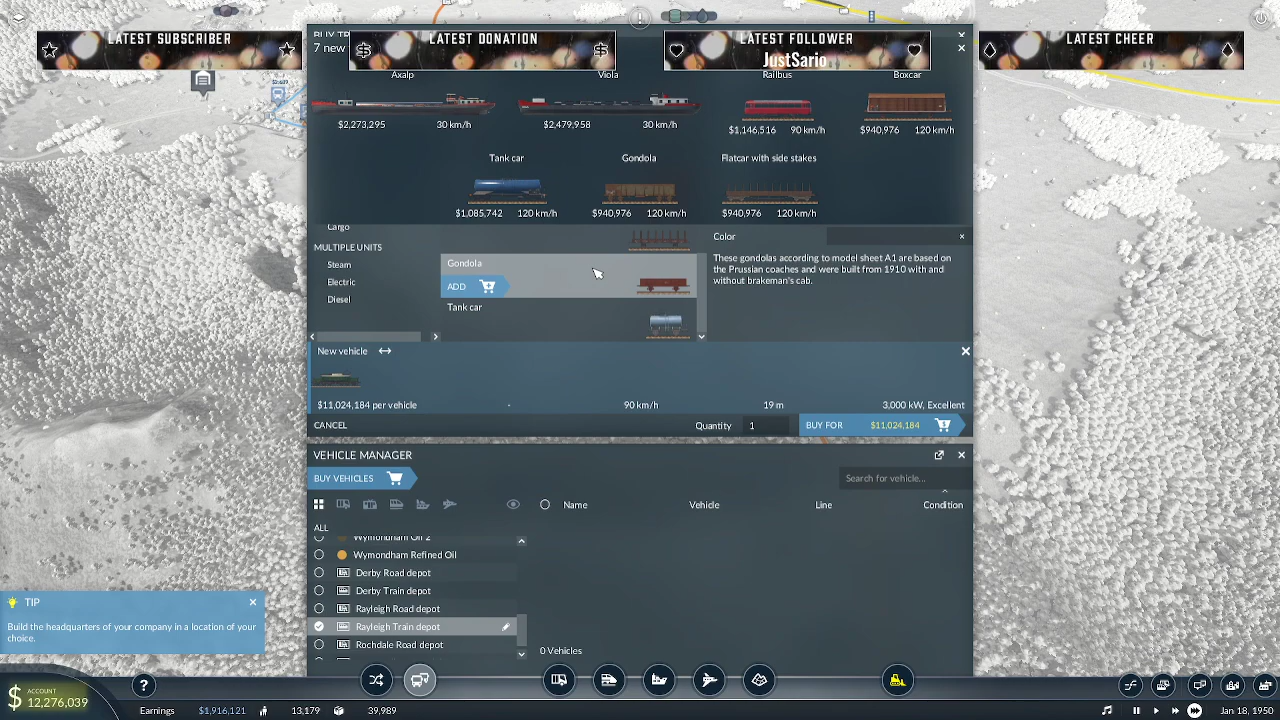 LATEST SUBSCRIBER
LATEST DONATION
LATEST FOLLOWER
JustSario
LATEST CHEER
7 new
Axalp
Viola
Railbus
Boxcar
$2,273,295 30 km/h
$2,479,958 30 km/h
$1,146,516 90 km/h
$940,976 120 km/h
Tank car
Gondola
Flatcar with side stakes
$1,085,742 120 km/h
$940,976 120 km/h
$940,976 120 km/h
Cargo
MULTIPLE UNITS
Steam
Electric
Diesel
Gondola
ADD
Tank car
Color
These gondolas according to model sheet A1 are based on
the Prussian coaches and were built from 1910 with and
without brakeman's cab.
New vehicle
$11,024,184 per vehicle - 90 km/h 19 m 3,000 kW, Excellent
CANCEL
Quantity 1
BUY FOR $11,024,184
VEHICLE MANAGER
BUY VEHICLES
Search for vehicle...
Name Vehicle Line Condition
ALL
Wymondham Oil 2
Wymondham Refined Oil
Derby Road depot
Derby Train depot
Rayleigh Road depot
Rayleigh Train depot
Rochdale Road depot
0 Vehicles
TIP
Build the headquarters of your company in a location of your
choice.
$ ACCOUNT
12,276,039
?
Earnings $1,916,121 13,179 39,989
Jan 18, 1950